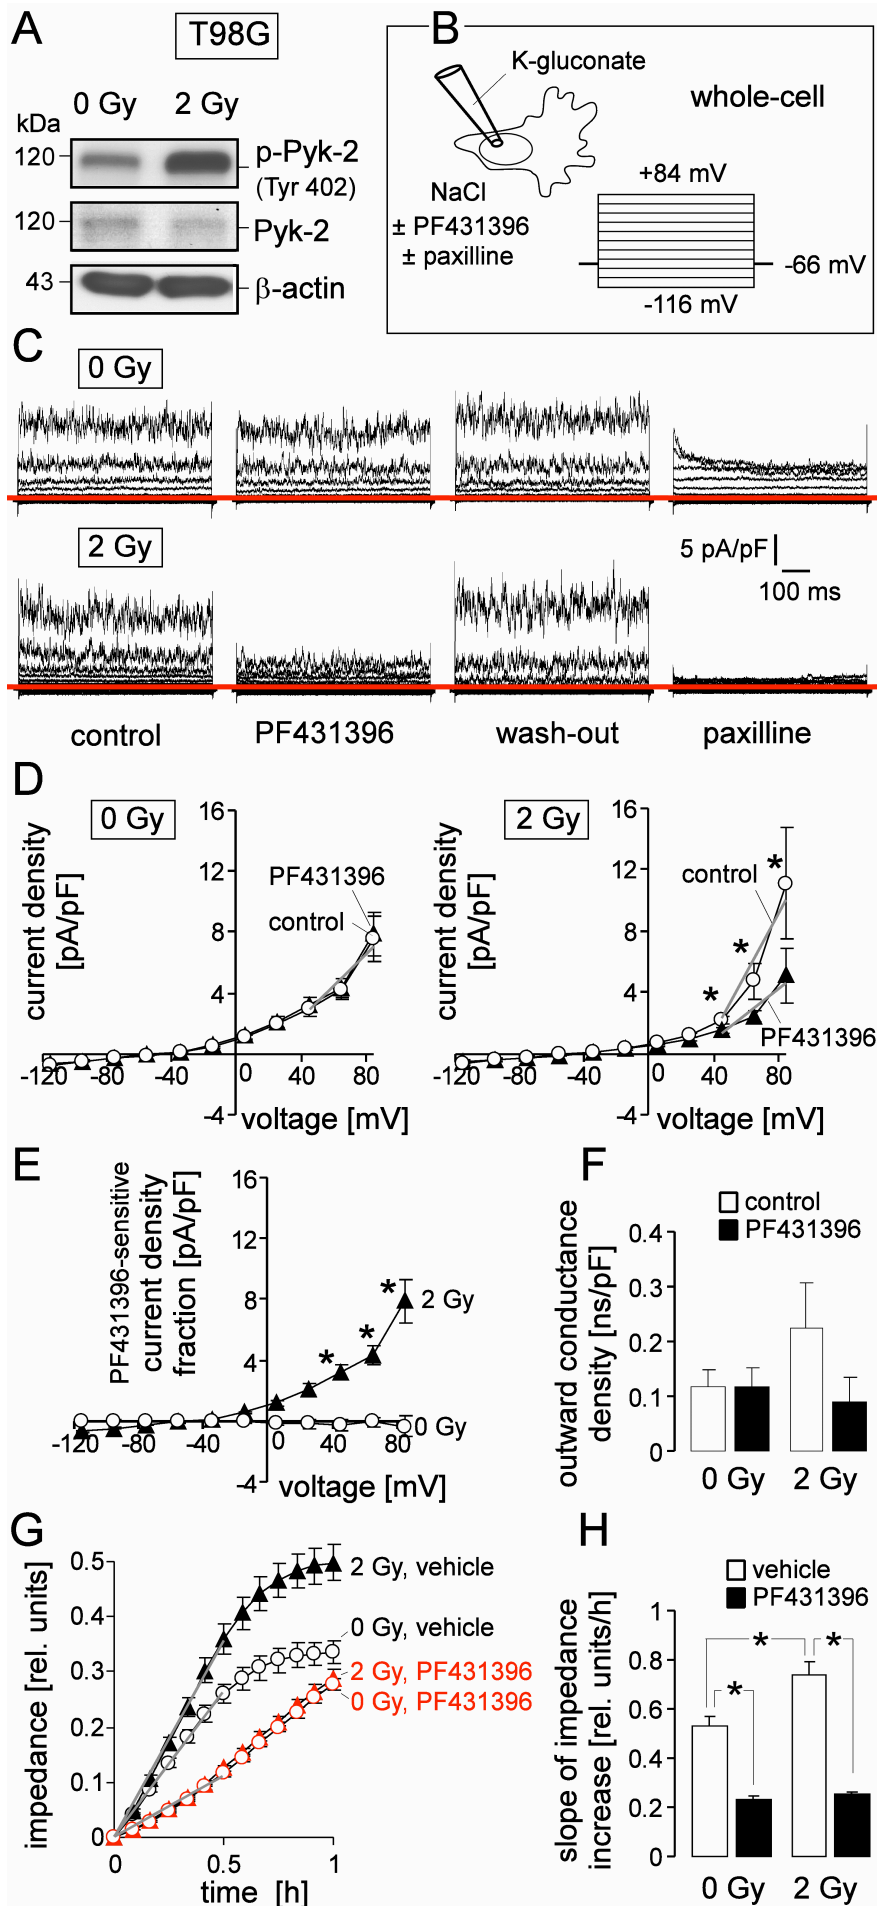 A
T98G
0 Gy 2 Gy
kDa
120
p-Pyk-2
(Tyr 402)
120
Pyk-2
43
β-actin
B
K-gluconate
whole-cell
NaCl
± PF431396
± paxilline
+84 mV
-66 mV
-116 mV
C
0 Gy
2 Gy
5 pA/pF
100 ms
control
PF431396
wash-out
paxilline
D
0 Gy
current density
[pA/pF]
16
12
8
4
-4
-120
-80
-40
0
40
80
PF431396
control
voltage [mV]
2 Gy
current density
[pA/pF]
16
12
8
4
-4
-120
-80
-40
0
40
80
control
*
*
*
PF431396
voltage [mV]
E
PF431396-sensitive
current density
fraction [pA/pF]
16
12
8
4
-4
-120
-80
-40
0
40
80
*
*
*
2 Gy
0 Gy
voltage [mV]
F
control
PF431396
outward conductance
density [ns/pF]
0.4
0.3
0.2
0.1
0
0 Gy 2 Gy
G
impedance [rel. units]
0.5
0.4
0.3
0.2
0.1
0
2 Gy, vehicle
0 Gy, vehicle
2 Gy, PF431396
0 Gy, PF431396
0
0.5
1
time [h]
H
vehicle
PF431396
slope of impedance
increase [rel. units/h]
1
0.8
0.6
0.4
0.2
0
*
*
*
0 Gy 2 Gy